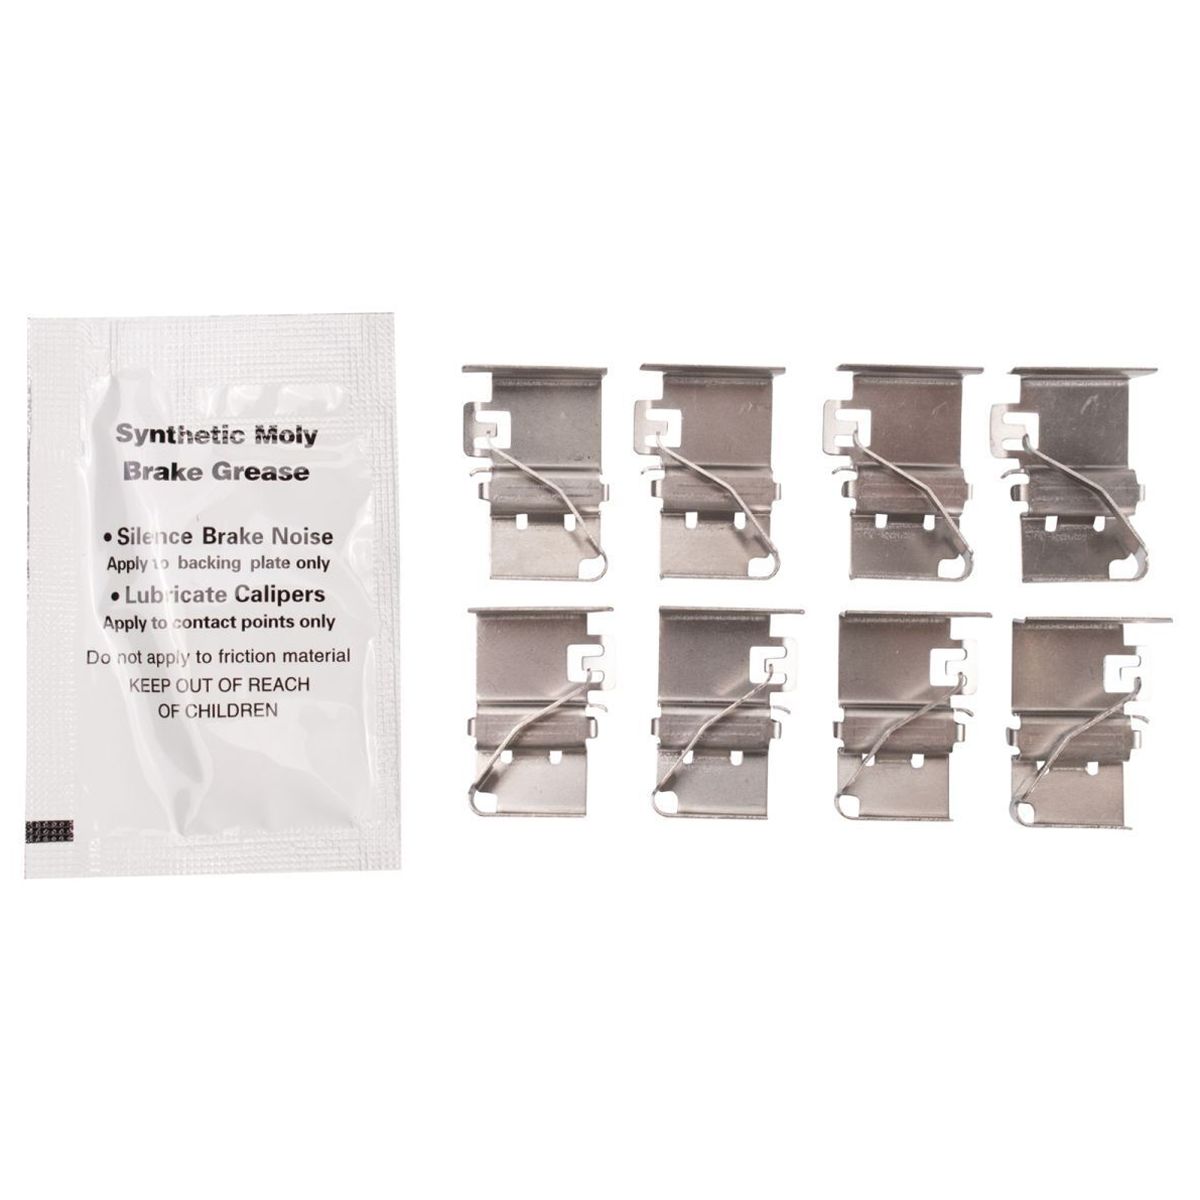 Synthetic Moly
Brake Grease
• Silence Brake Noise
Apply to backing plate only
• Lubricate Calipers
Apply to contact points only
Do not apply to friction material
KEEP OUT OF REACH
OF CHILDREN